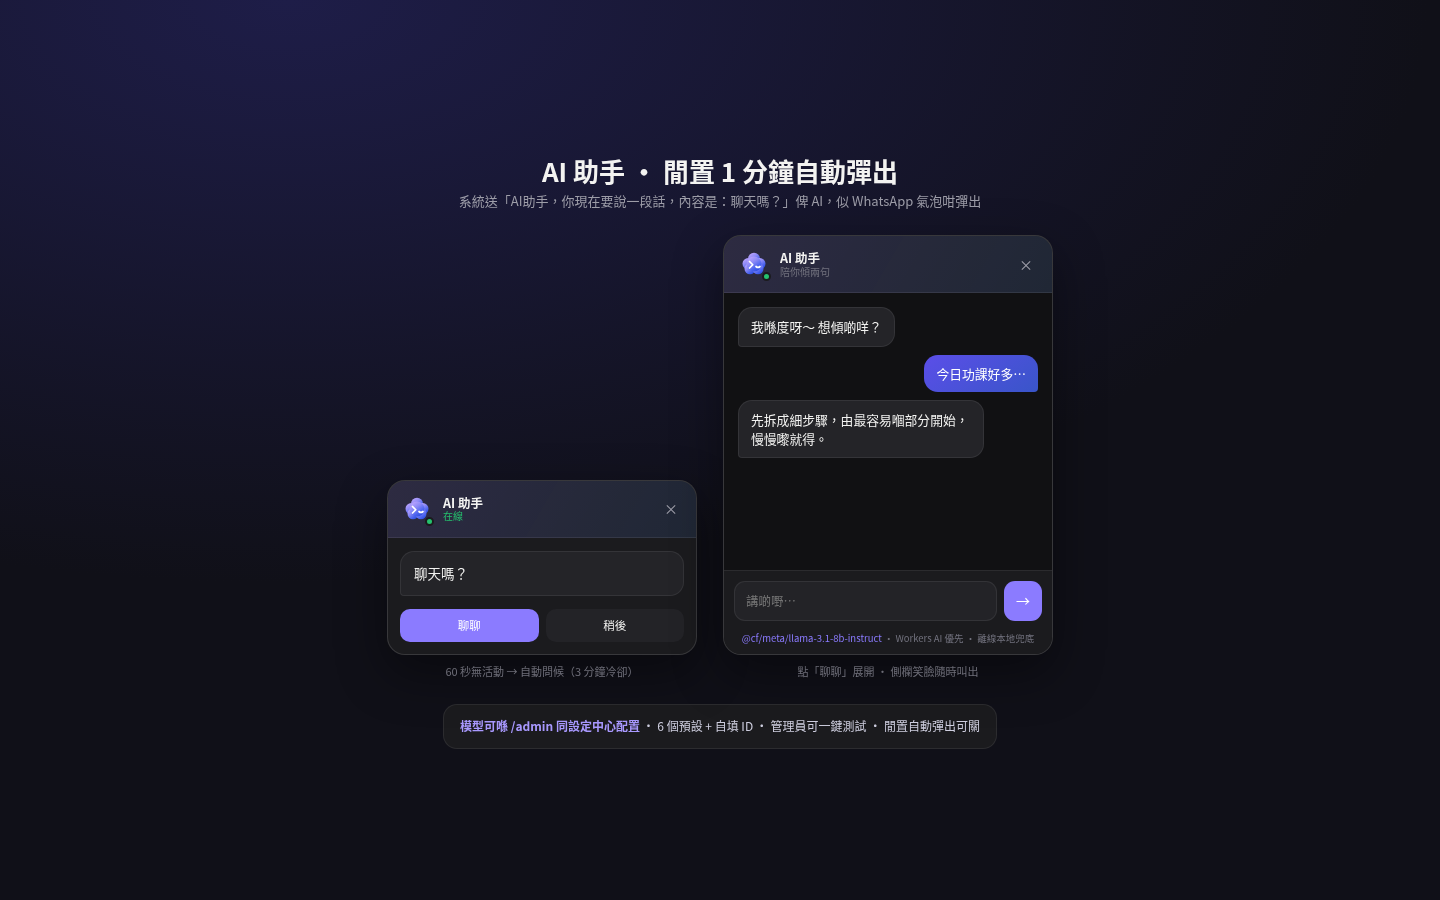 AI 助手 · 閒置 1 分鐘自動彈出
系統送「AI助手，你現在要說一段話，內容是：聊天嗎？」俾 AI，似 WhatsApp 氣泡咁彈出
AI 助手
在線
聊天嗎？
聊聊
稍後
60 秒無活動 → 自動問候（3 分鐘冷卻）
AI 助手
陪你傾兩句
我喺度呀～ 想傾啲咩？
今日功課好多…
先拆成細步驟，由最容易嗰部分開始，
慢慢嚟就得。
講啲嘢…
→
@cf/meta/llama-3.1-8b-instruct · Workers AI 優先 · 離線本地兜底
點「聊聊」展開 · 側欄笑臉隨時叫出
模型可喺 /admin 同設定中心配置 · 6 個預設 + 自填 ID · 管理員可一鍵測試 · 閒置自動彈出可關